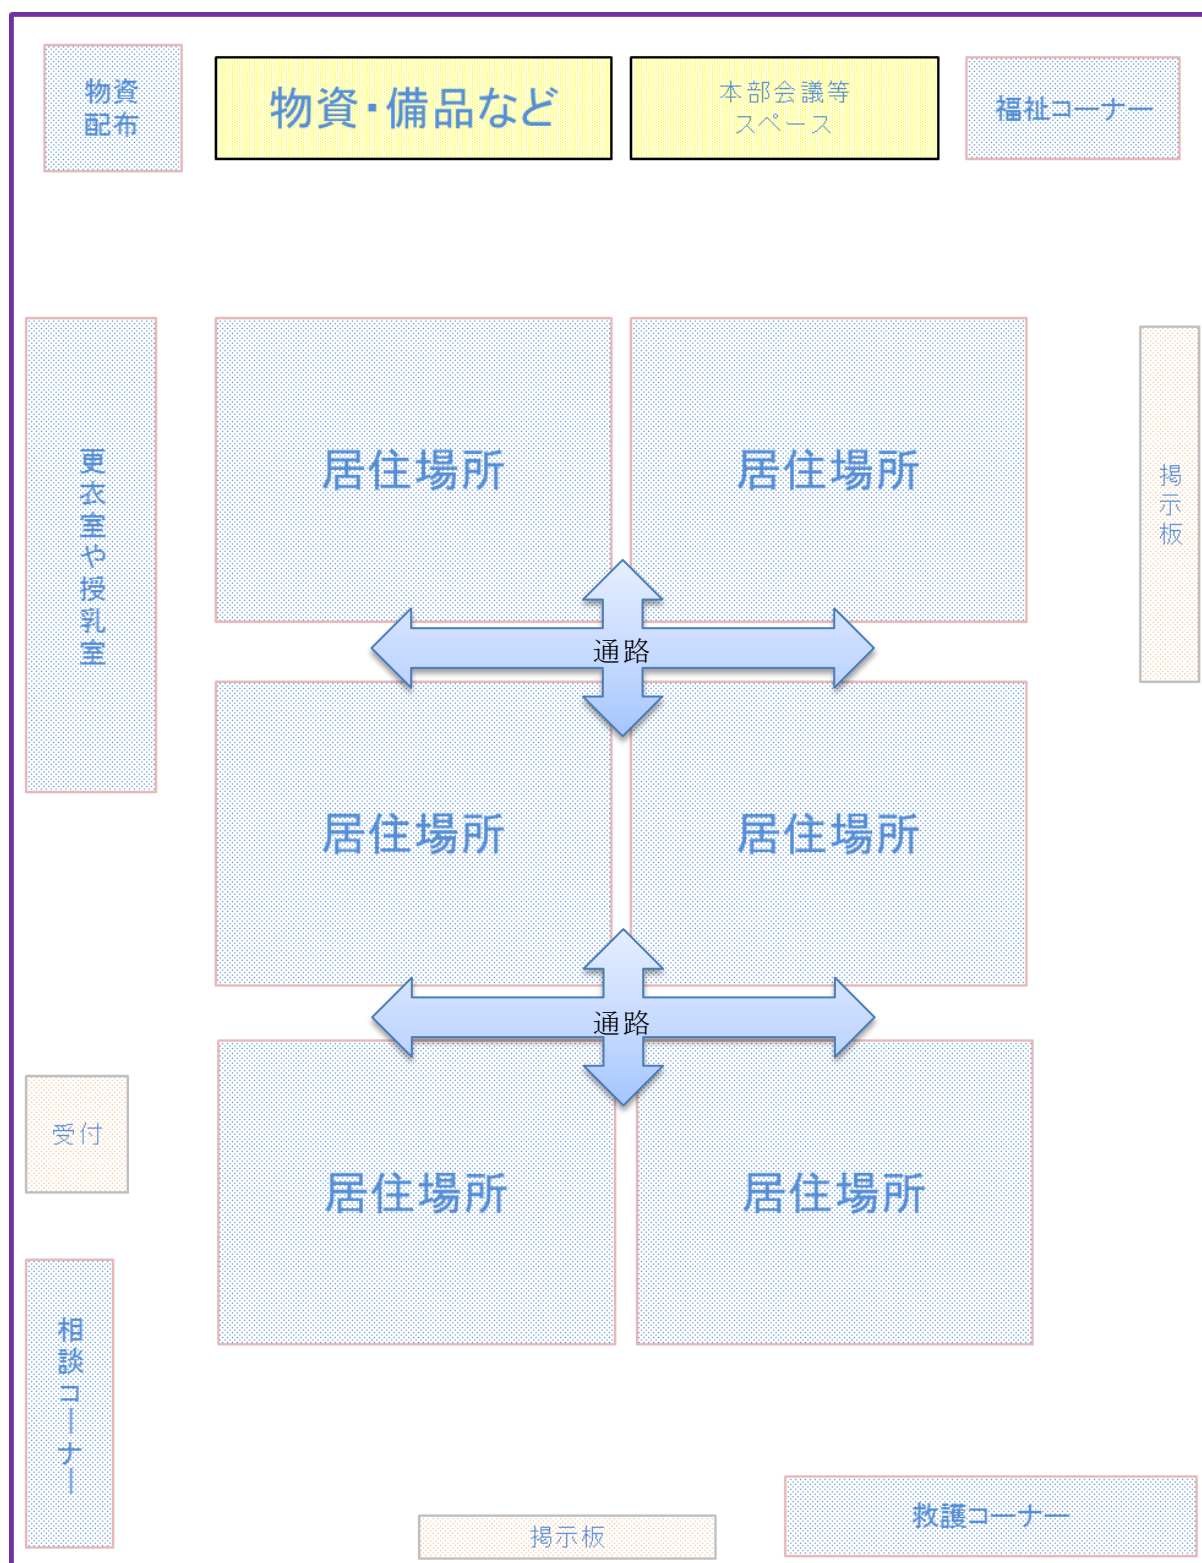 物資
配布
物資・備品など
本部会議等
スペース
福祉コーナー
更衣室や授乳室
居住場所
居住場所
掲示板
通路
居住場所
居住場所
通路
受付
居住場所
居住場所
相談コーナー
救護コーナー
掲示板